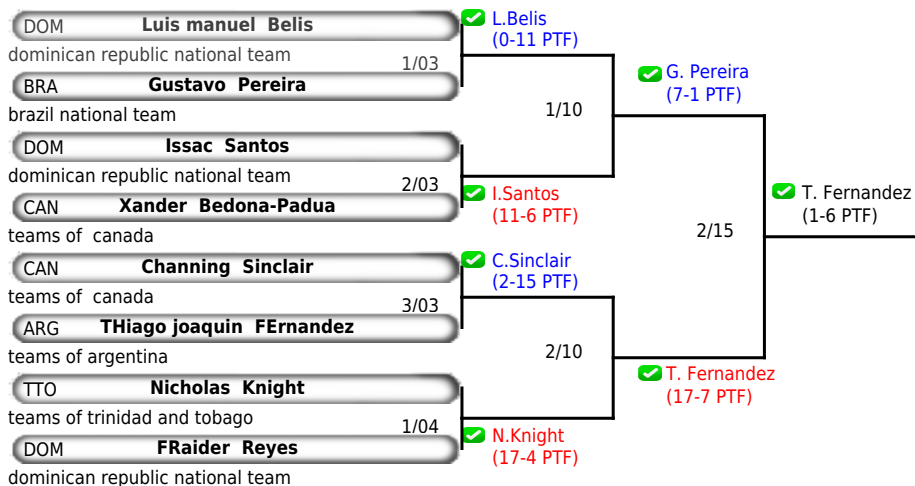 DOM Luis manuel Belis
dominican republic national team
1/03
BRA Gustavo Pereira
brazil national team
DOM Issac Santos
dominican republic national team
2/03
CAN Xander Bedona-Padua
teams of canada
CAN Channing Sinclair
teams of canada
3/03
ARG THiago joaquin FErnandez
teams of argentina
TTO Nicholas Knight
teams of trinidad and tobago
1/04
DOM FRaider Reyes
dominican republic national team
L.Belis
(0-11 PTF)
1/10
I.Santos
(11-6 PTF)
C.Sinclair
(2-15 PTF)
2/10
N.Knight
(17-4 PTF)
G. Pereira
(7-1 PTF)
2/15
T. Fernandez
(17-7 PTF)
T. Fernandez
(1-6 PTF)